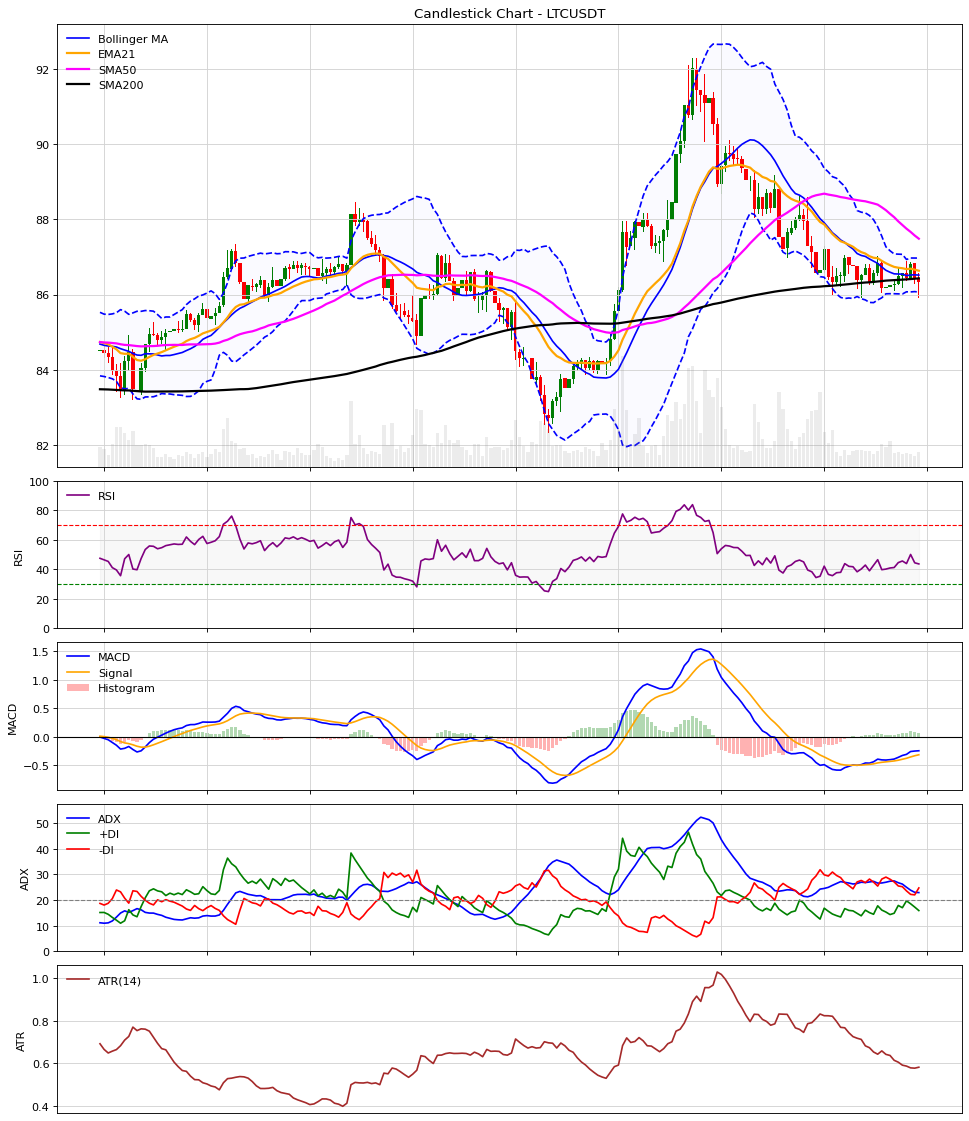 Candlestick Chart - LTCUSDT
Bollinger MA
EMA21
SMA50
SMA200
92
90
88
86
84
82
RSI
RSI
100
80
60
40
20
0
MACD
MACD
Signal
Histogram
1.5
1.0
0.5
0.0
−0.5
ADX
ADX
+DI
-DI
50
40
30
20
10
0
ATR
ATR(14)
1.0
0.8
0.6
0.4